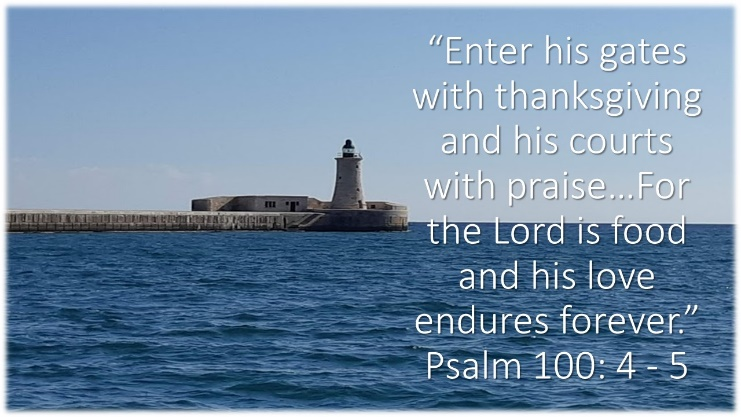 “Enter his gates
with thanksgiving
and his courts
with praise…For
the Lord is food
and his love
endures forever.”
Psalm 100: 4 - 5